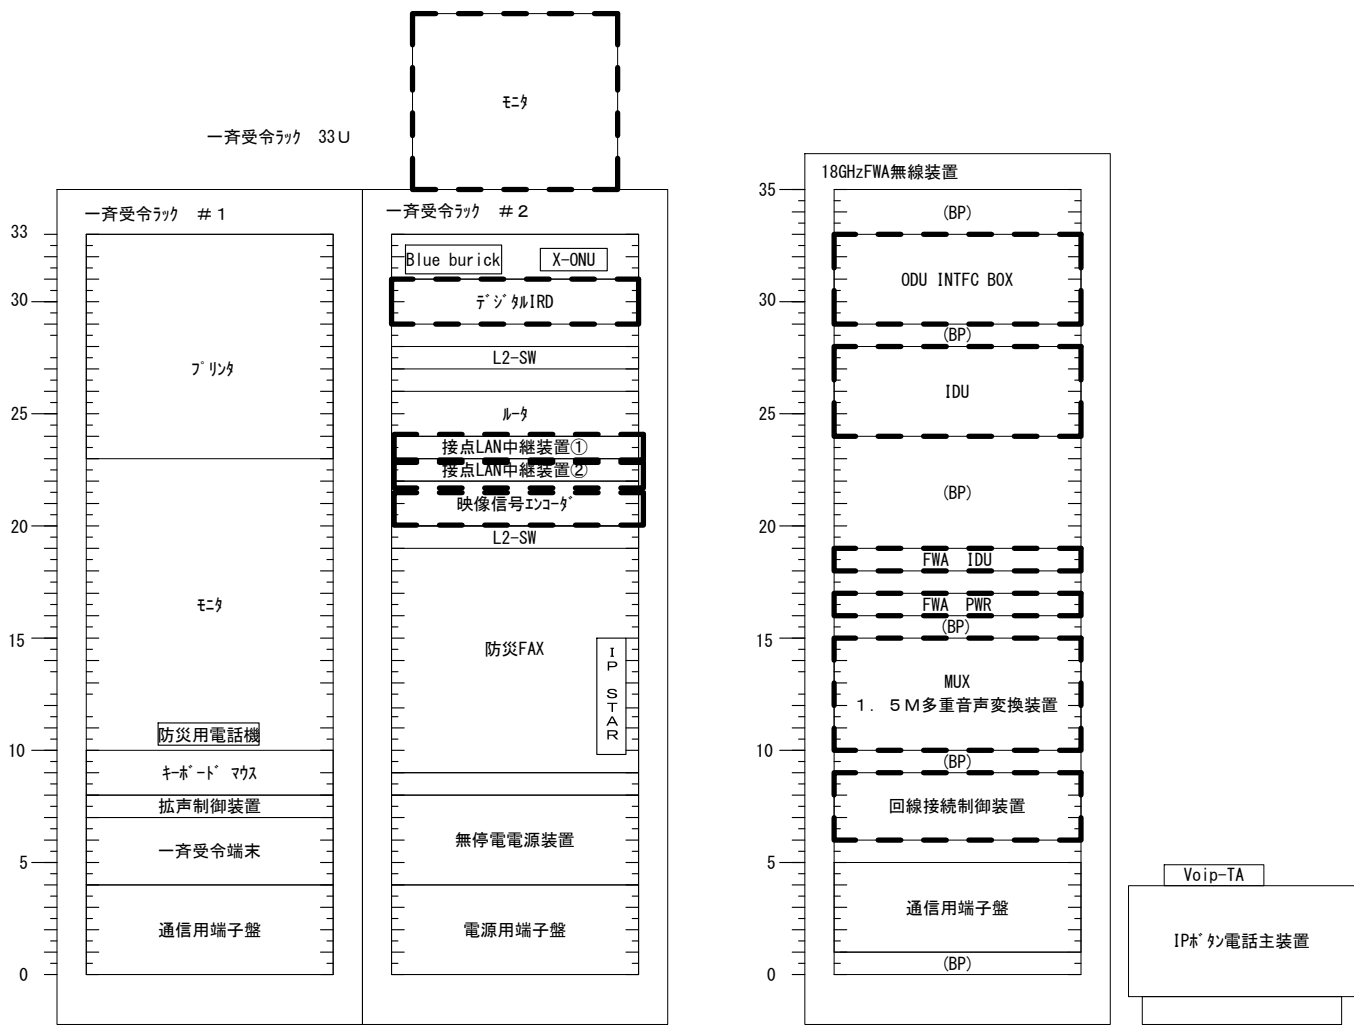 モニタ
一斉受令ﾗｯｸ 33U
一斉受令ﾗｯｸ #1
33
30
25
20
15
10
5
0
ﾌﾟﾘﾝﾀ
ﾓﾆﾀ
防災用電話機
ｷｰﾎﾞｰﾄﾞ ﾏｳｽ
拡声制御装置
一斉受令端末
通信用端子盤
一斉受令ﾗｯｸ #2
Blue burick
X-ONU
ﾃﾞｼﾞﾀﾙIRD
L2-SW
ﾙｰﾀ
接点LAN中継装置①
接点LAN中継装置②
映像信号ｴﾝｺｰﾀﾞ
L2-SW
防災FAX
IP STAR
無停電電源装置
電源用端子盤
18GHzFWA無線装置
35
30
25
20
15
10
5
0
(BP)
ODU INTFC BOX
(BP)
IDU
(BP)
FWA IDU
FWA PWR
(BP)
MUX
1.5M多重音声変換装置
(BP)
回線接続制御装置
通信用端子盤
(BP)
Voip-TA
IPﾎﾞﾀﾝ電話主装置